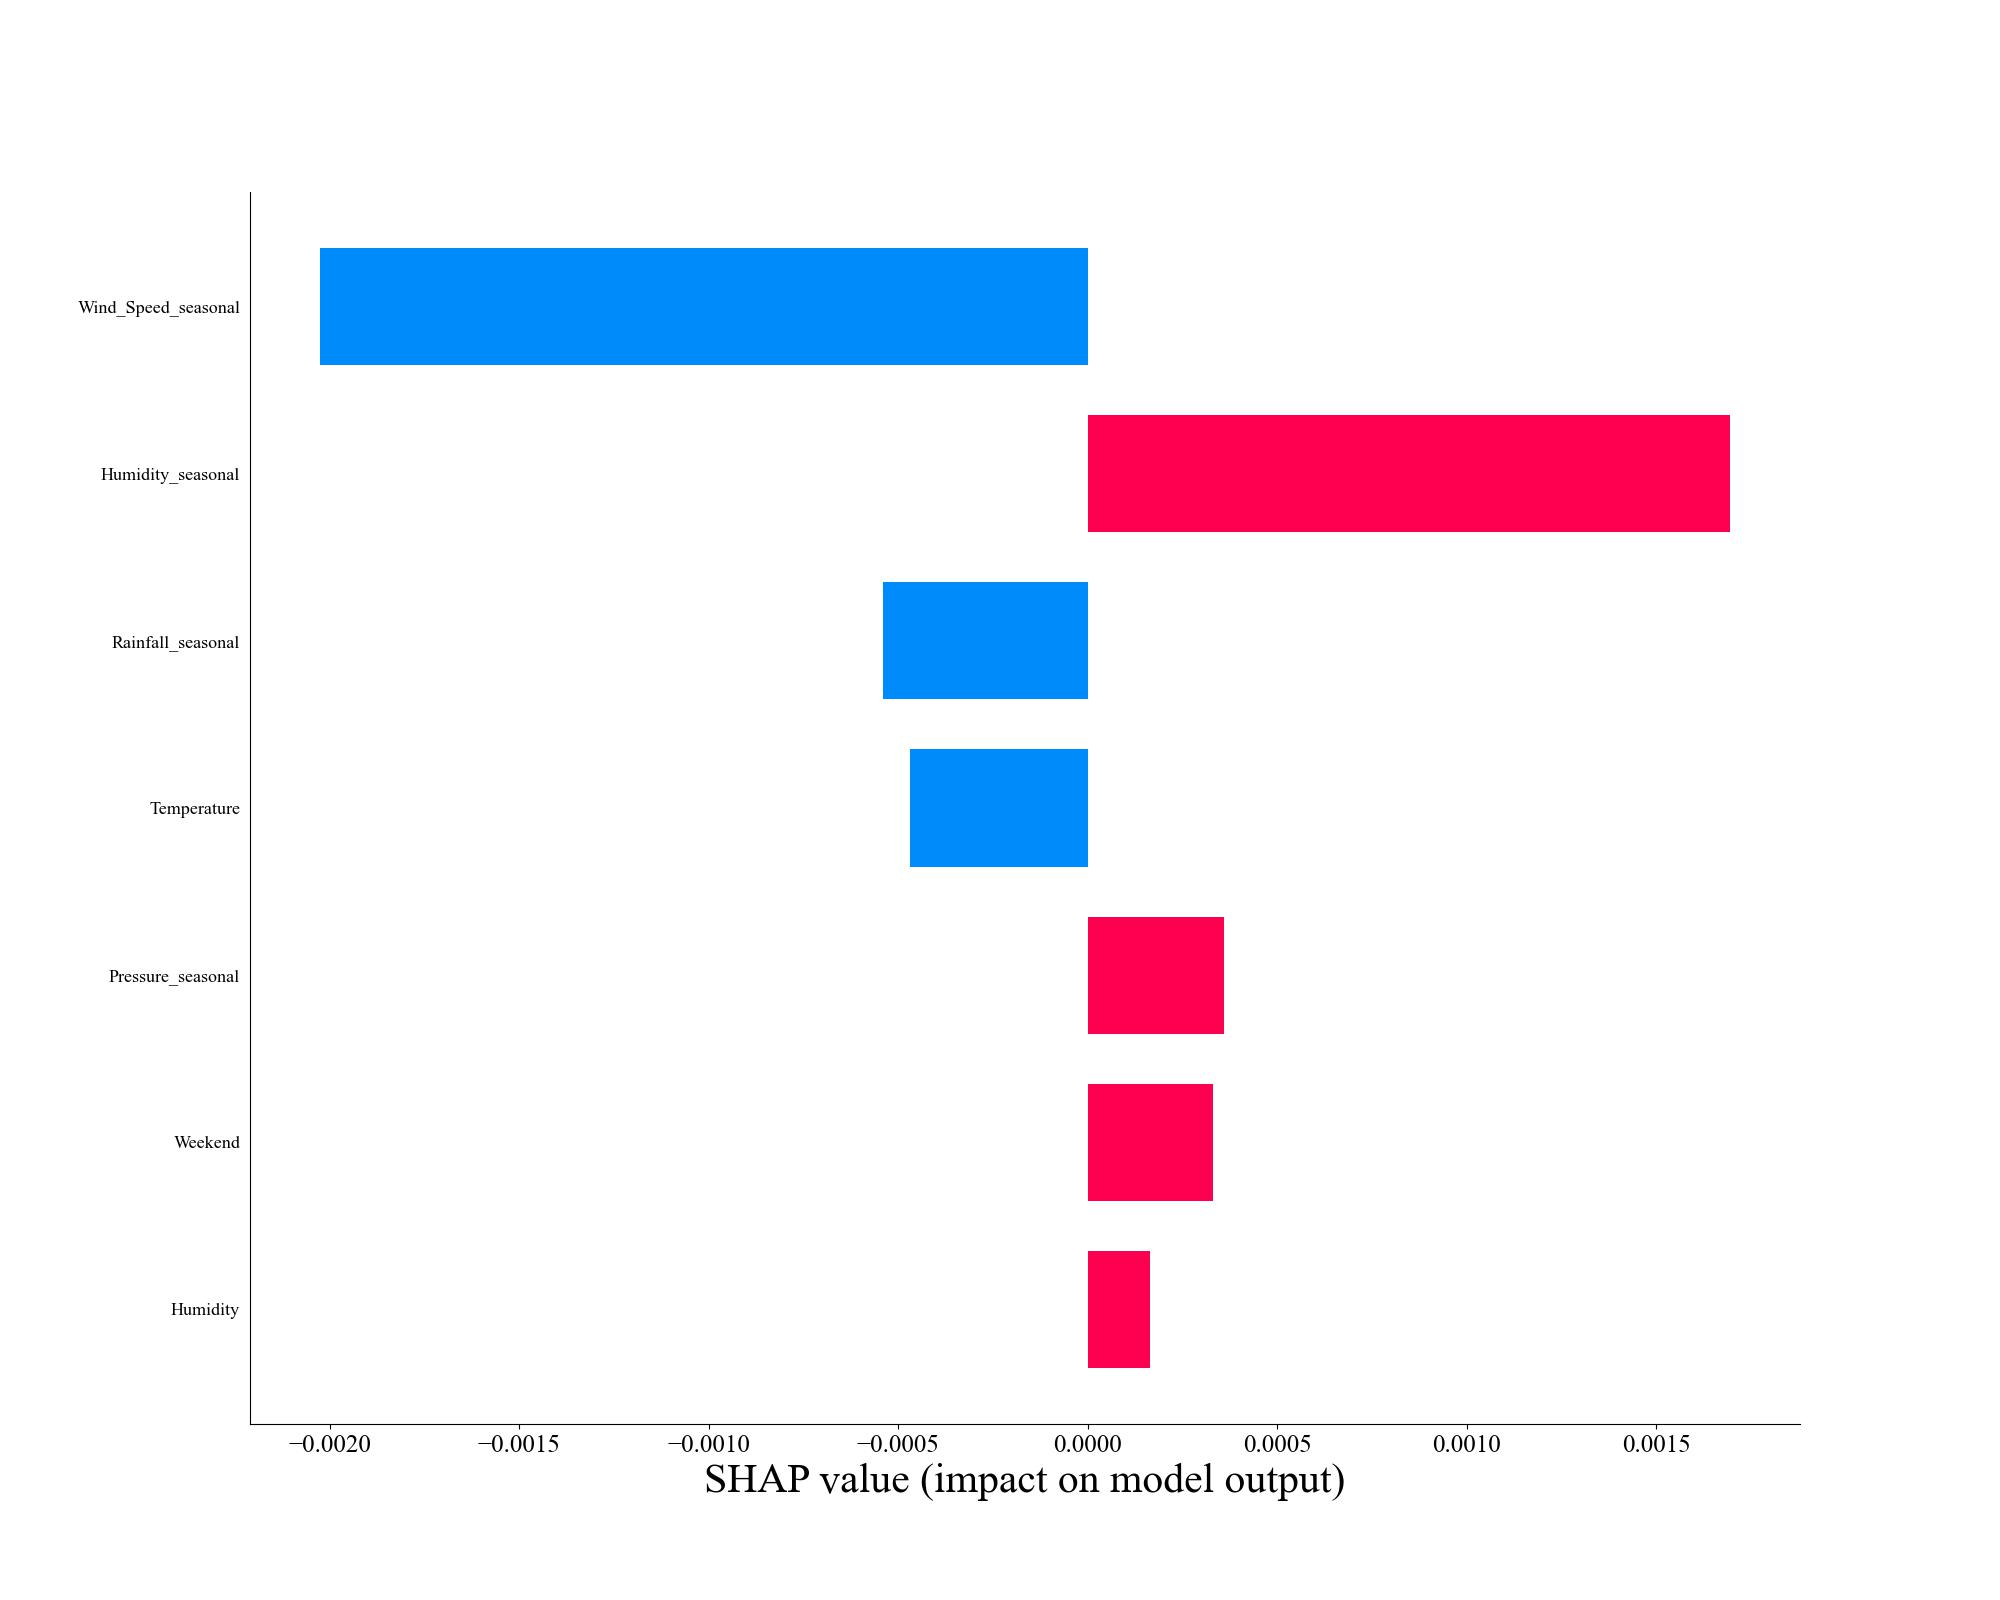 Wind_Speed_seasonal
Humidity_seasonal
Rainfall_seasonal
Temperature
Pressure_seasonal
Weekend
Humidity
−0.0020 −0.0015 −0.0010 −0.0005 0.0000 0.0005 0.0010 0.0015
SHAP value (impact on model output)